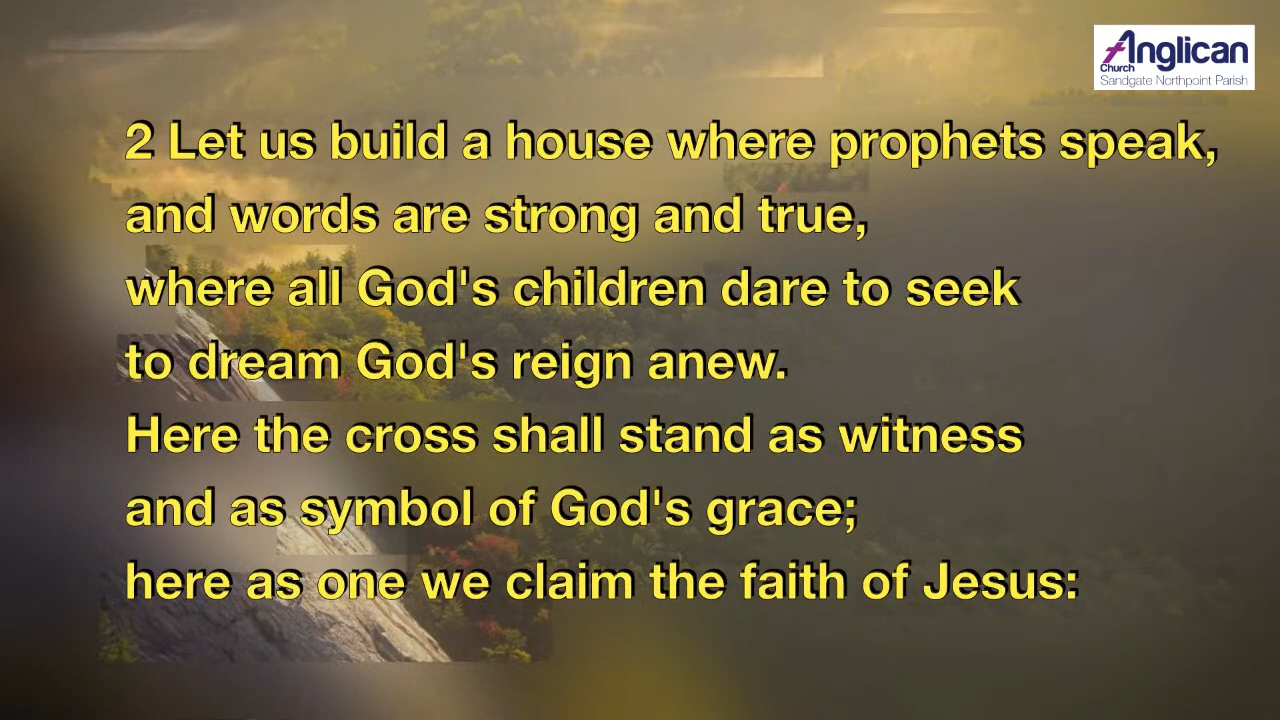 Anglican
Church
Sandgate Northpoint Parish
2 Let us build a house where prophets speak,
and words are strong and true,
where all God's children dare to seek
to dream God's reign anew.
Here the cross shall stand as witness
and as symbol of God's grace;
here as one we claim the faith of Jesus: